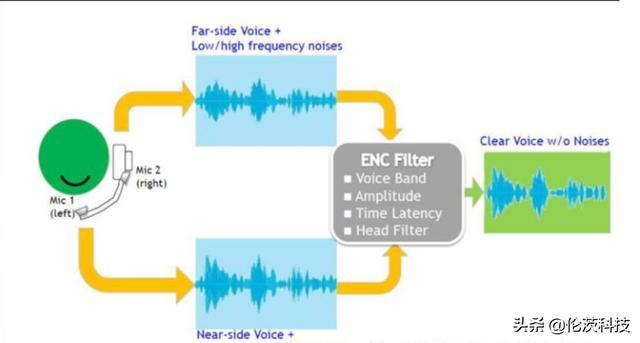 Far-side Voice +
Low/high frequency noises
Mic 2
(right)
Mic 1
(left)
ENC Filter
■ Voice Band
■ Amplitude
■ Time Latency
■ Head Filter
Clear Voice w/o Noises
Near-side Voice +
头条 @伦茨科技